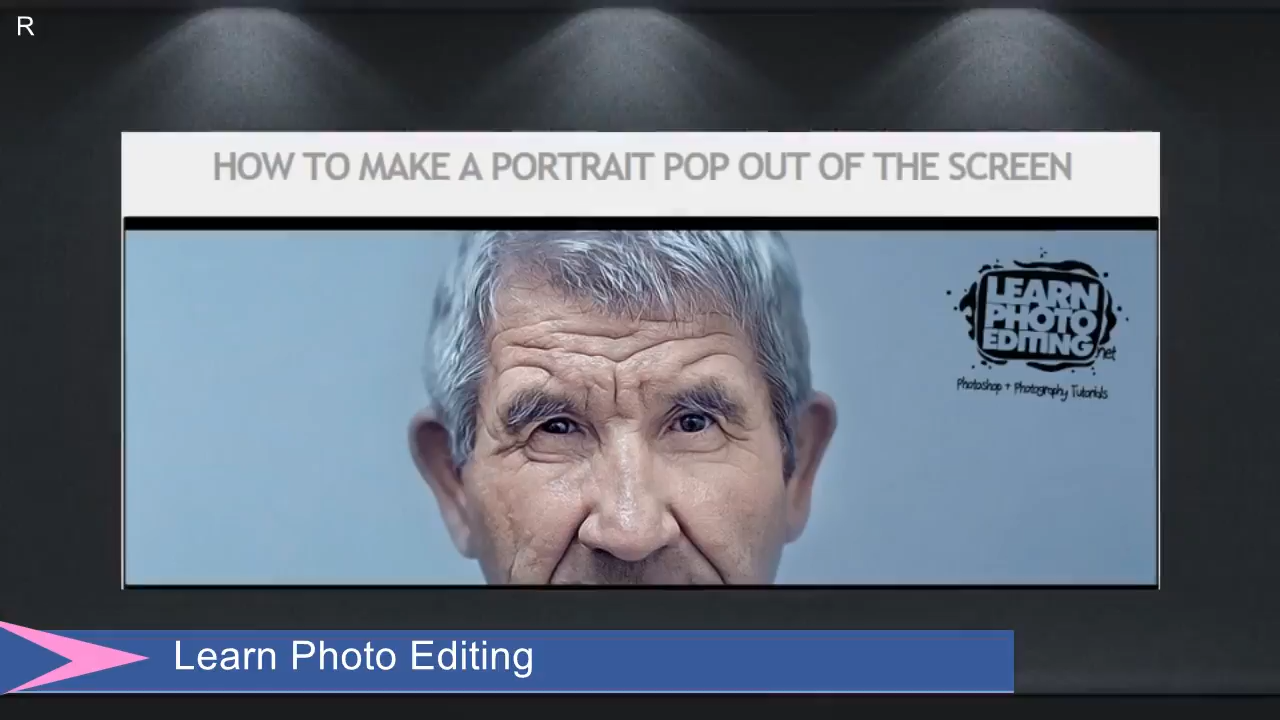 R
HOW TO MAKE A PORTRAIT POP OUT OF THE SCREEN
LEARN
PHOTO
EDITING
.net
Photoshop + Photography Tutorials
Learn Photo Editing